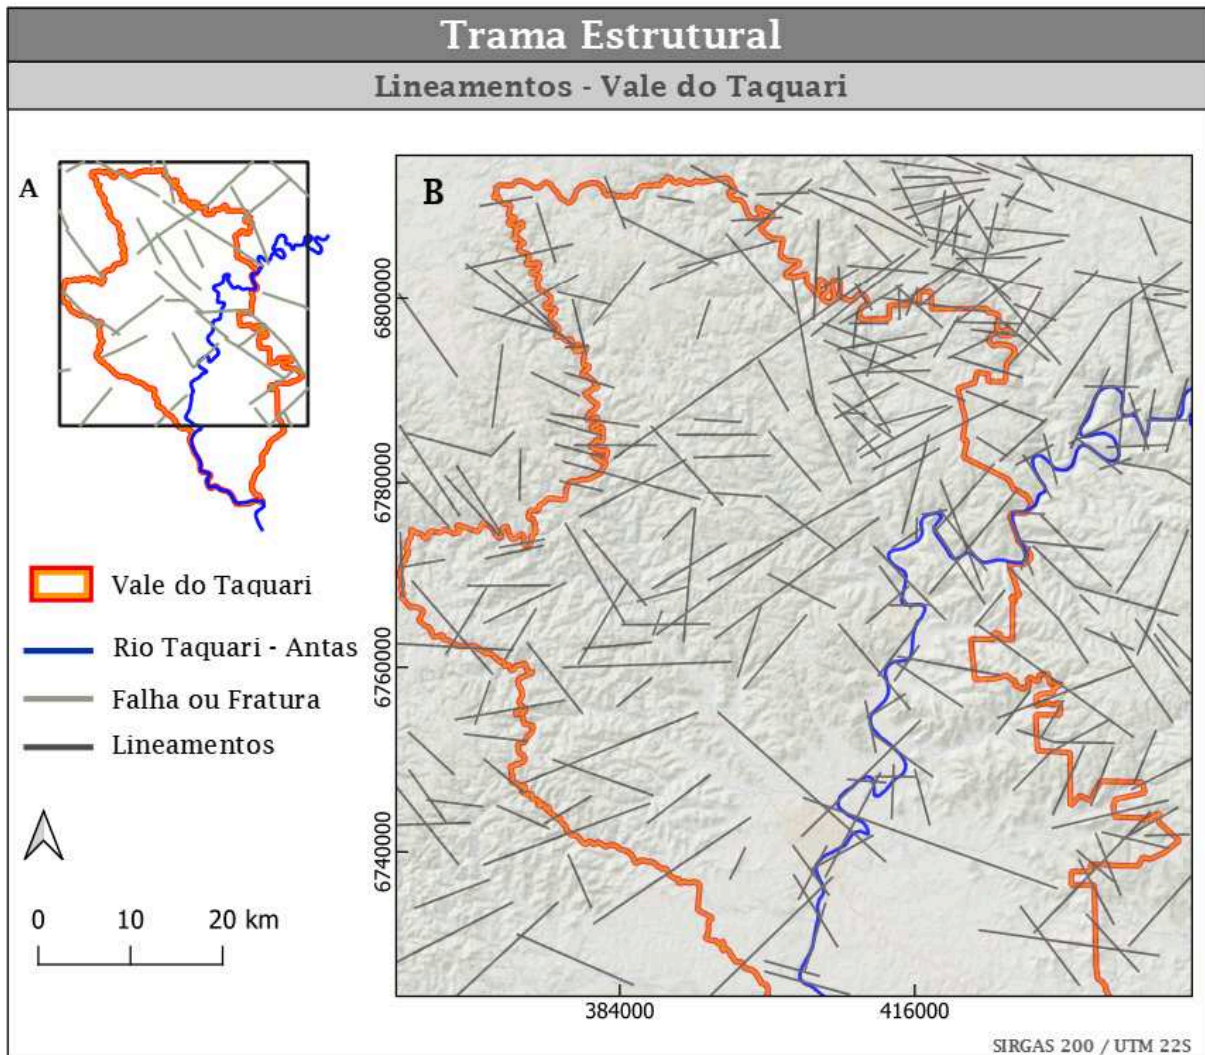 Trama Estrutural
Lineamentos - Vale do Taquari
A
B
6800000
6780000
6760000
6740000
384000
416000
Vale do Taquari
Rio Taquari - Antas
Falha ou Fratura
Lineamentos
0 10 20 km
SIRGAS 200 / UTM 22S